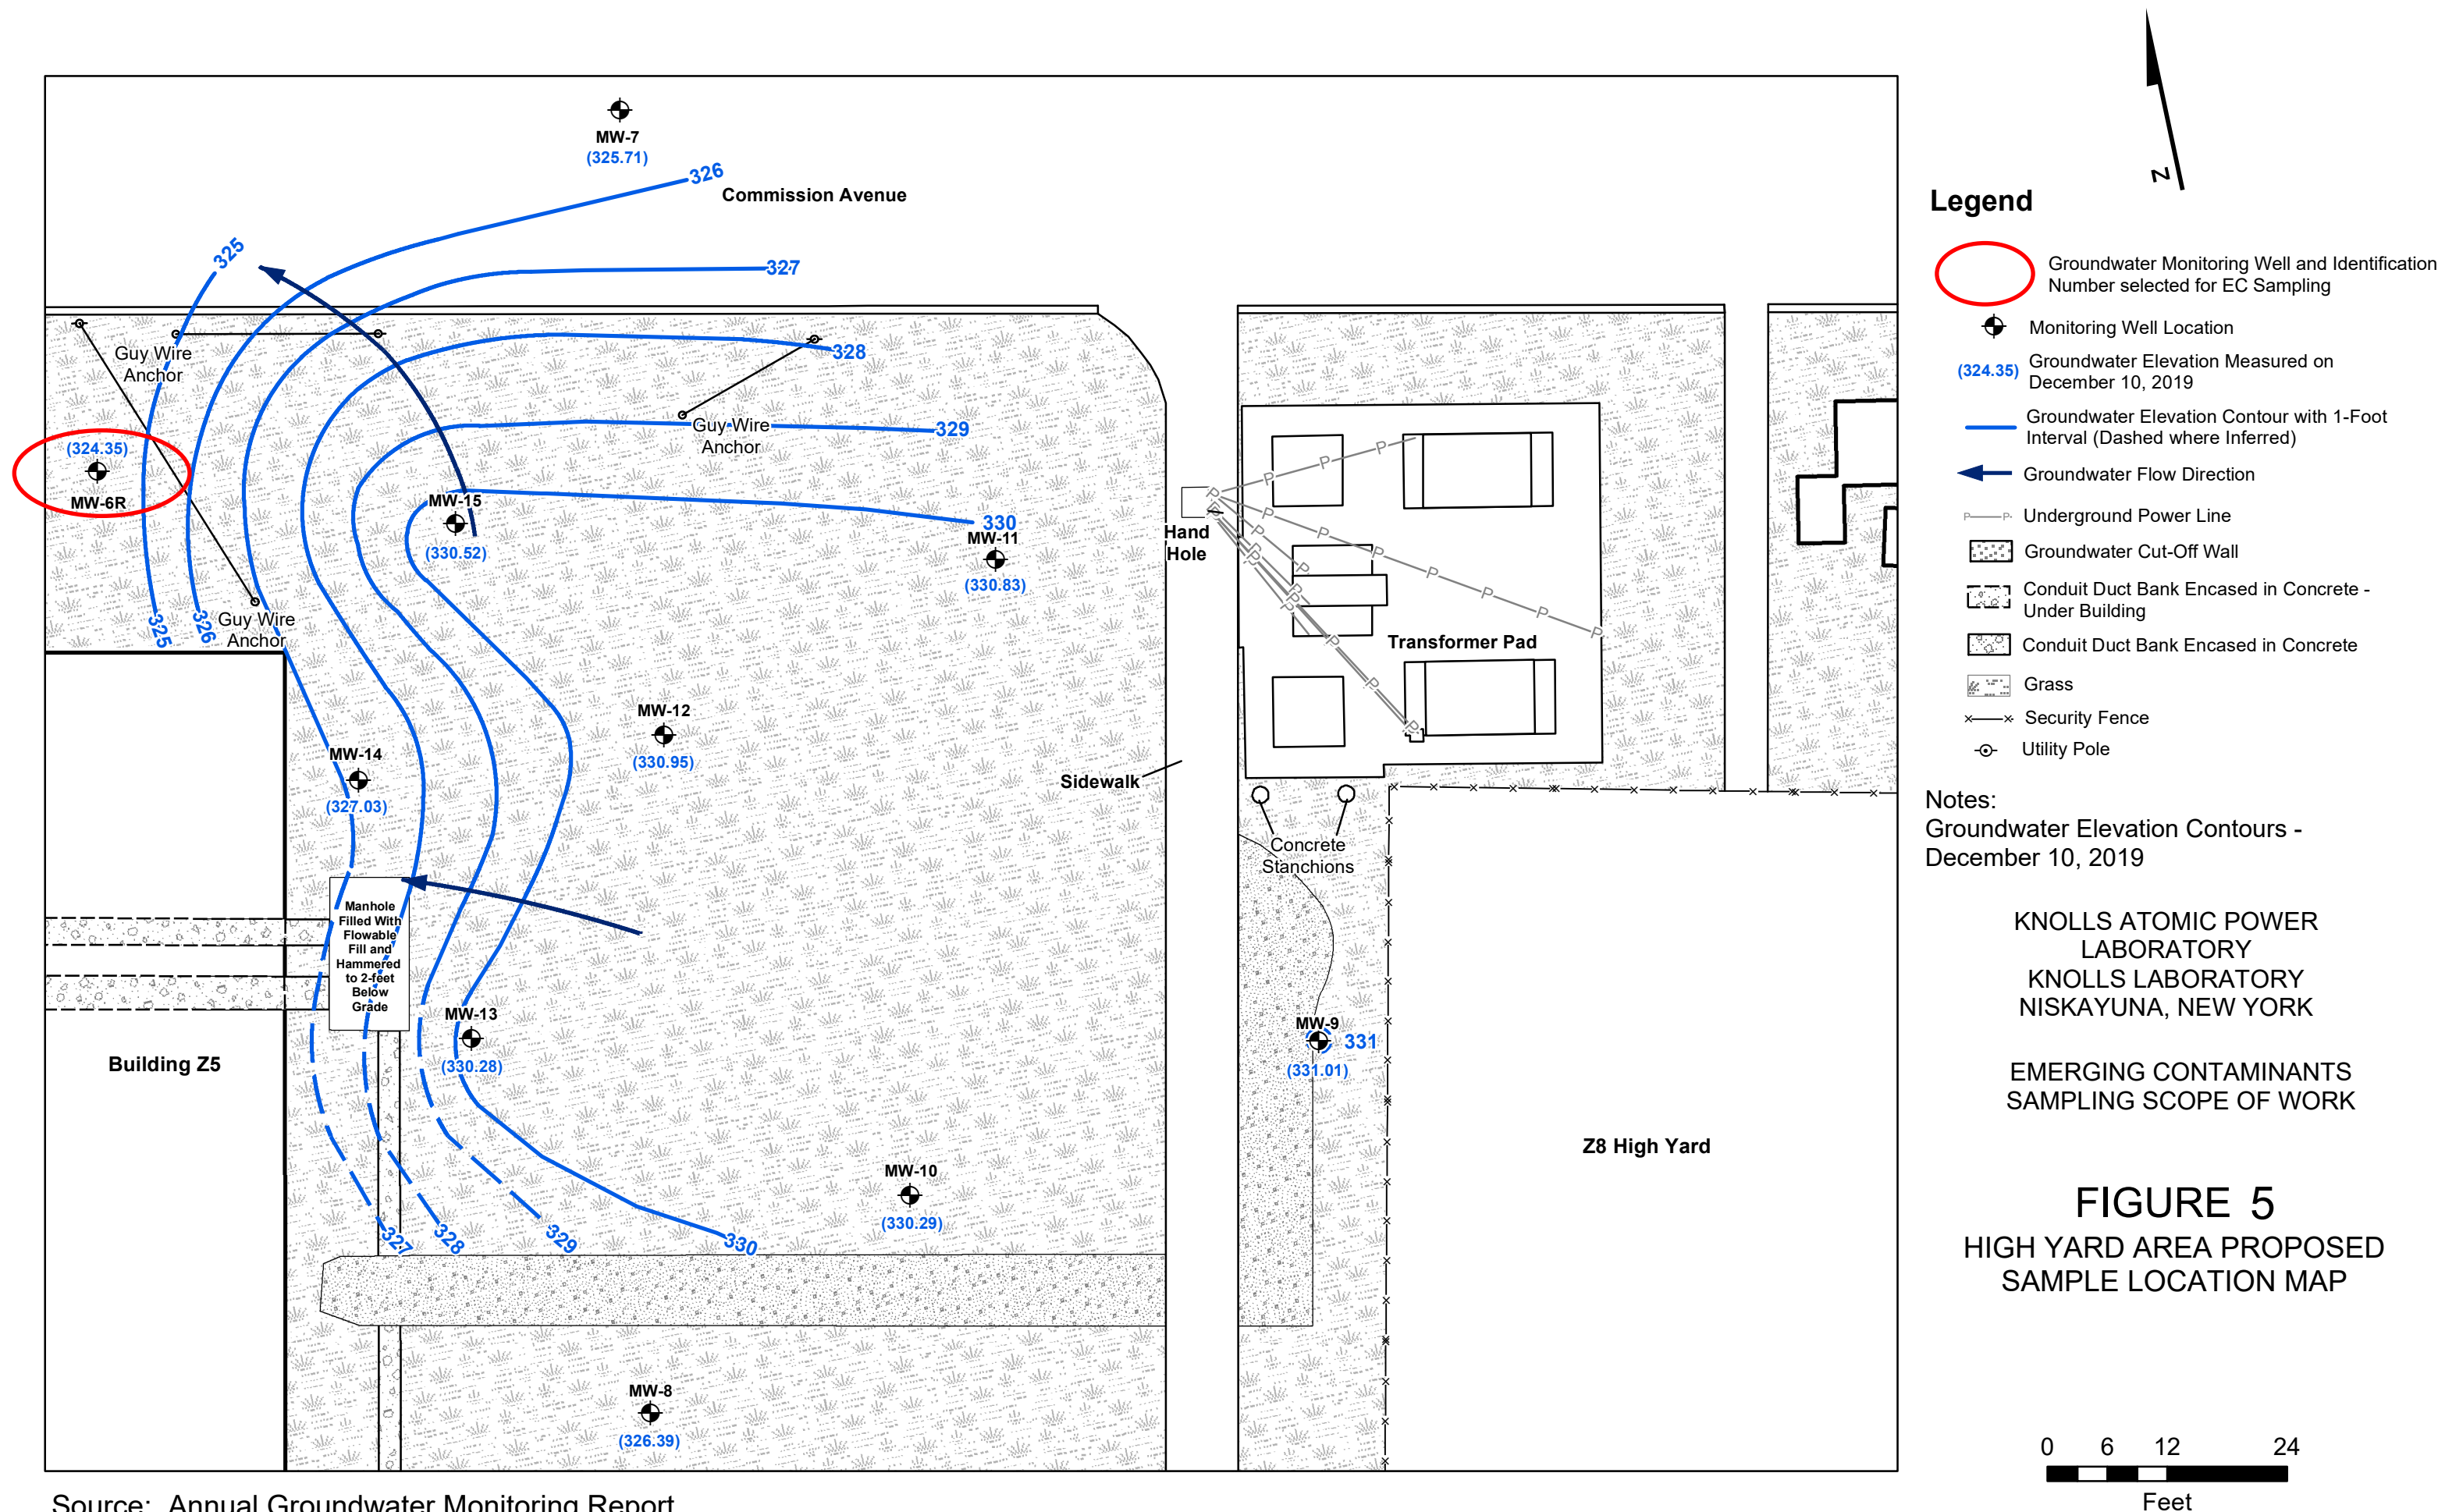 MW-7
(325.71)
326
Commission Avenue
325
327
Guy Wire
Anchor
328
Guy Wire
Anchor
329
(324.35)
MW-6R
MW-15
(330.52)
330
MW-11
(330.83)
Hand
Hole
325
326
Guy Wire
Anchor
Transformer Pad
MW-12
(330.95)
MW-14
(327.03)
Sidewalk
Concrete
Stanchions
Manhole
Filled With
Flowable
Fill and
Hammered
to 2-feet
Below
Grade
MW-13
(330.28)
MW-9
331
(331.01)
Building Z5
Z8 High Yard
MW-10
(330.29)
327
328
329
330
MW-8
(326.39)
P P P
P P P P P P P
P P P P P P P P P
Source: Annual Groundwater Monitoring Report
N
Legend
Groundwater Monitoring Well and Identification
Number selected for EC Sampling
Monitoring Well Location
(324.35) Groundwater Elevation Measured on
December 10, 2019
Groundwater Elevation Contour with 1-Foot
Interval (Dashed where Inferred)
Groundwater Flow Direction
P P Underground Power Line
Groundwater Cut-Off Wall
Conduit Duct Bank Encased in Concrete -
Under Building
Conduit Duct Bank Encased in Concrete
Grass
Security Fence
Utility Pole
Notes:
Groundwater Elevation Contours -
December 10, 2019
KNOLLS ATOMIC POWER
LABORATORY
KNOLLS LABORATORY
NISKAYUNA, NEW YORK
EMERGING CONTAMINANTS
SAMPLING SCOPE OF WORK
FIGURE 5
HIGH YARD AREA PROPOSED
SAMPLE LOCATION MAP
0 6 12 24
Feet